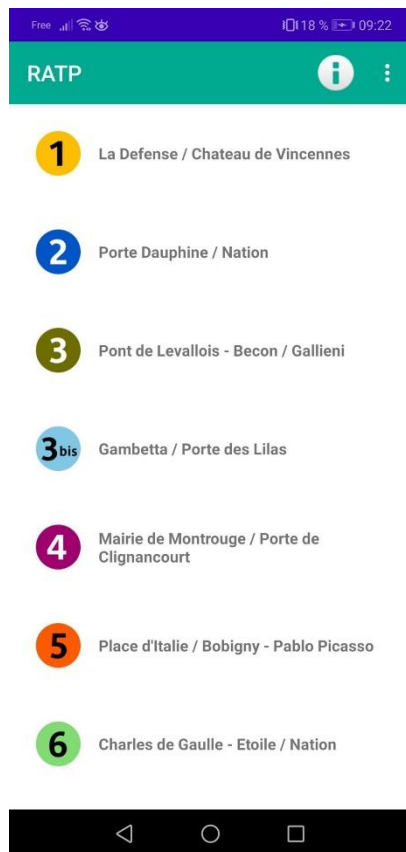 Free 18 % 09:22
RATP
i
1 La Defense / Chateau de Vincennes
2 Porte Dauphine / Nation
3 Pont de Levallois - Becon / Gallieni
3 bis Gambetta / Porte des Lilas
4 Mairie de Montrouge / Porte de
Clignancourt
5 Place d'Italie / Bobigny - Pablo Picasso
6 Charles de Gaulle - Etoile / Nation